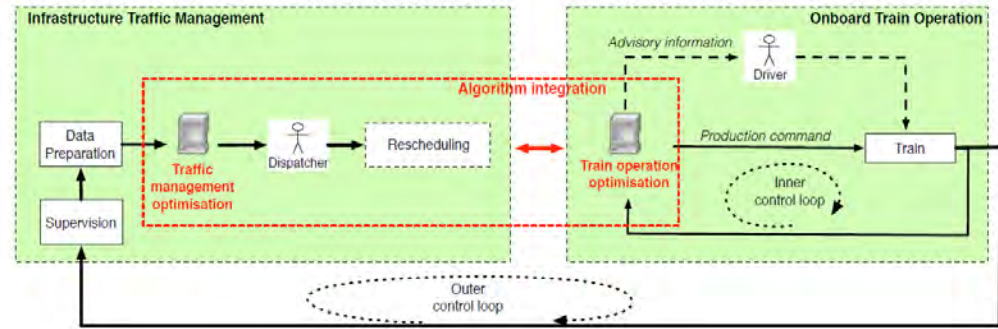 Infrastructure Traffic Management
Onboard Train Operation
Advisory information
Driver
Algorithm integration
Data
Preparation
Traffic
management
optimisation
Dispatcher
Rescheduling
Train operation
optimisation
Production command
Train
Inner
control loop
Supervision
Outer
control loop